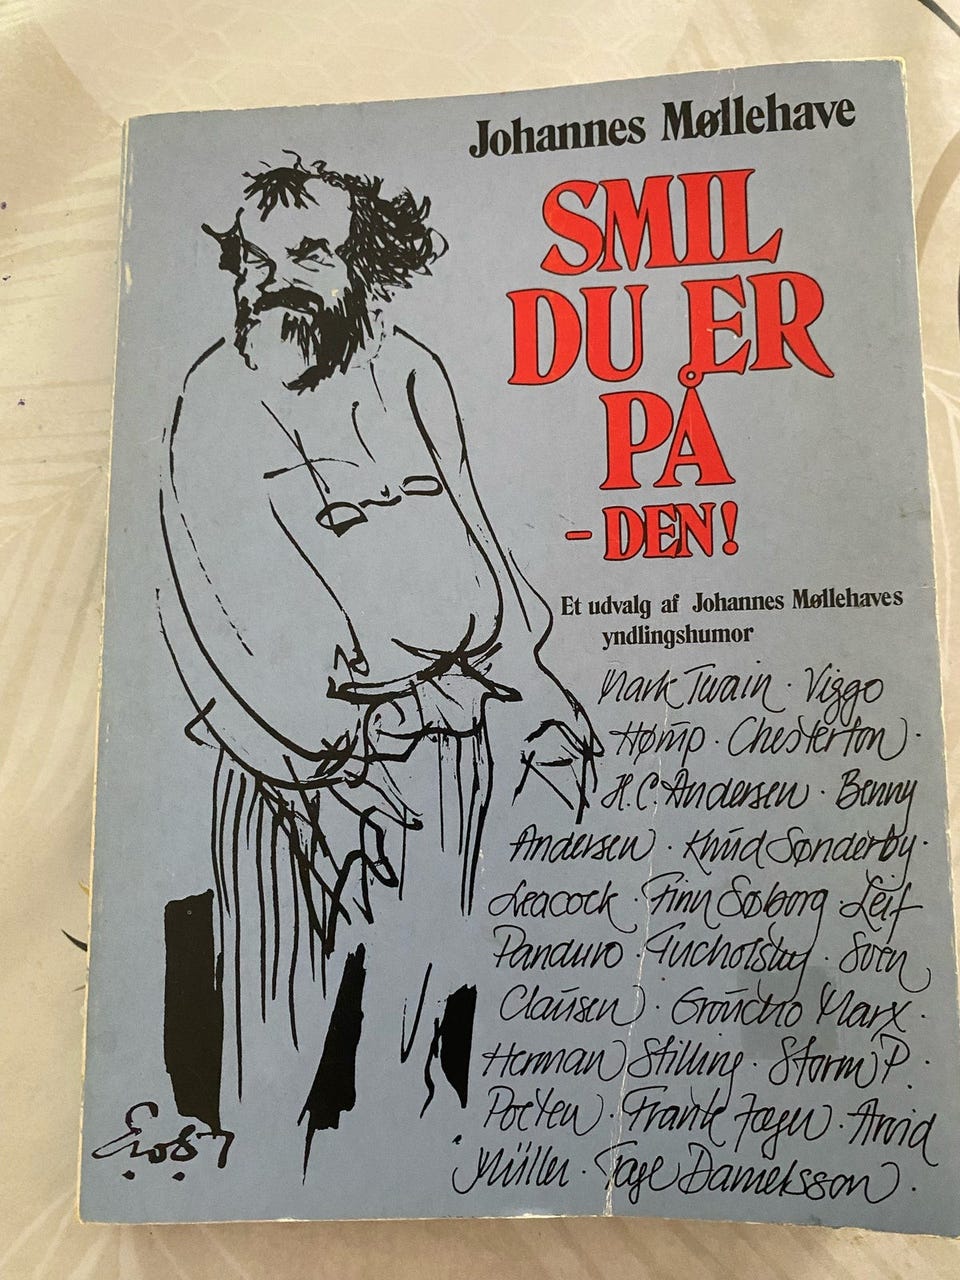 Johannes Møllehave
SMIL
DU ER
PÅ
- DEN!
Et udvalg af Johannes Møllehaves
yndlingshumor
Mark Twain · Viggo
Hømp · Chesterton ·
H.C. Andersen · Benny
Andersen · Knud Sønderby ·
Leacock · Finn Søborg · Leif
Panduro · Tucholsky · Sven
Clausen · Groucho Marx ·
Herman Stilling · Storm P. ·
Poeten · Frank Jæger · Arvid
Müller · Tage Danielsson ·